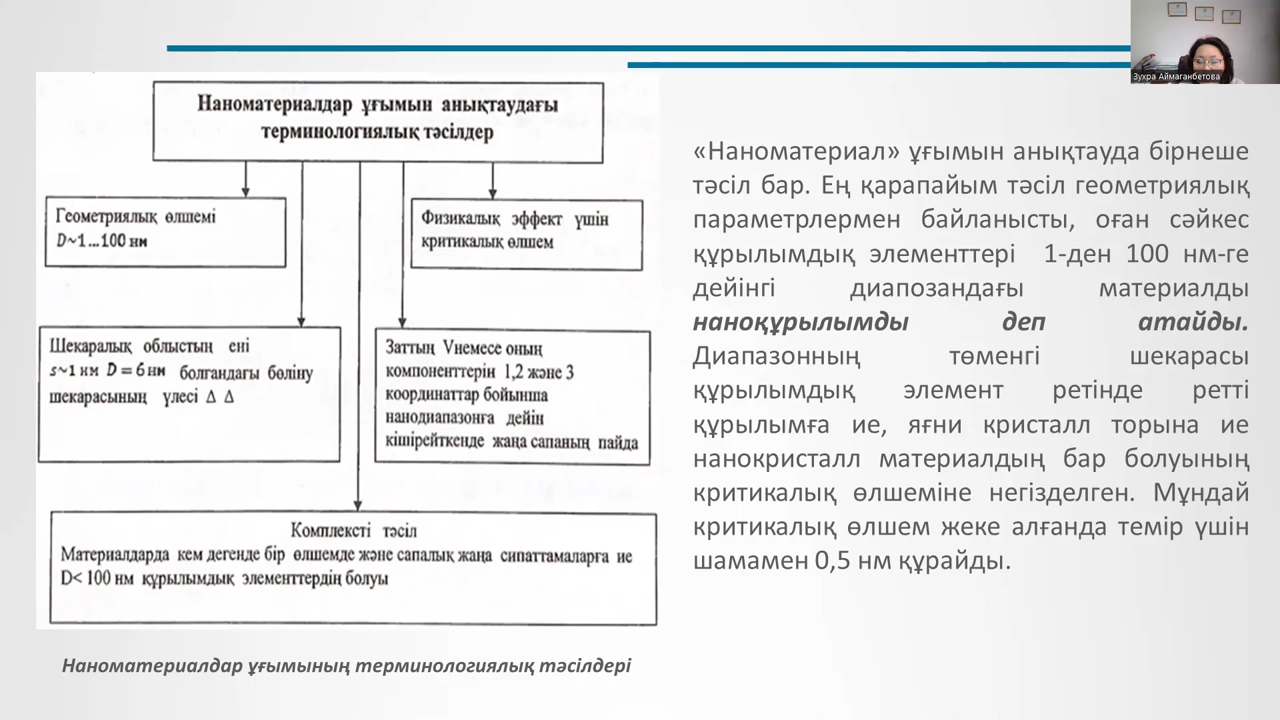 Зухра Аймаганбетова
Наноматериалдар ұғымын анықтаудағы
терминологиялық тәсілдер
Геометриялық өлшемі
D~1...100 нм
Физикалық эффект үшін
критикалық өлшем
Шекаралық облыстың ені
s~1 нм D = 6 нм болгандағы бөліну
шекарасының үлесі Δ Δ
Заттың Vнемесе оның
компоненттерін 1,2 және 3
координаттар бойынша
нанодиапазонга дейін
кішірейткенде жаңа сапаның пайда
Комплексті тәсіл
Материалдарда кем дегенде бір өлшемде және сапалық жаңа сипаттамаларға ие
D< 100 нм құрылымдық элементтердің болуы
Наноматериалдар ұғымының терминологиялық тәсілдері
«Наноматериал» ұғымын анықтауда бірнеше
тәсіл бар. Ең қарапайым тәсіл геометриялық
параметрлермен байланысты, оған сәйкес
құрылымдық элементтері 1-ден 100 нм-ге
дейінгі диапозандағы материалды
наноқұрылымды деп атайды.
Диапазонның төменгі шекарасы
құрылымдық элемент ретінде ретті
құрылымға ие, яғни кристалл торына ие
нанокристалл материалдың бар болуының
критикалық өлшеміне негізделген. Мұндай
критикалық өлшем жеке алғанда темір үшін
шамамен 0,5 нм құрайды.